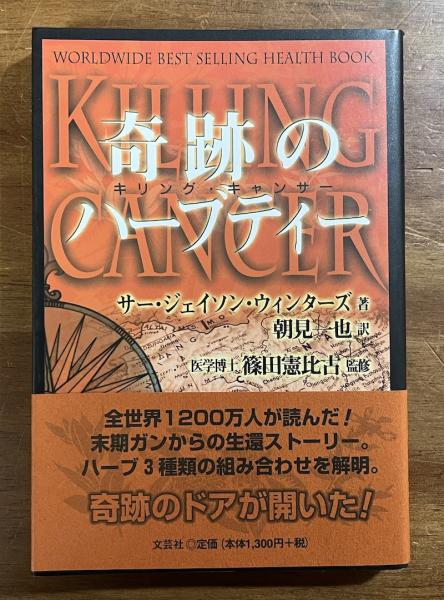 WORLDWIDE BEST SELLING HEALTH BOOK
KILLING
奇跡の
キリング・キャンサー
CANCER
ハーブティー
サー・ジェイソン・ウィンターズ 著
朝見一也 訳
医学博士 篠田憲比古 監修
全世界1200万人が読んだ!
末期ガンからの生還ストーリー。
ハーブ3種類の組み合わせを解明。
奇跡のドアが開いた!
文芸社 ◎定価(本体1,300円+税)